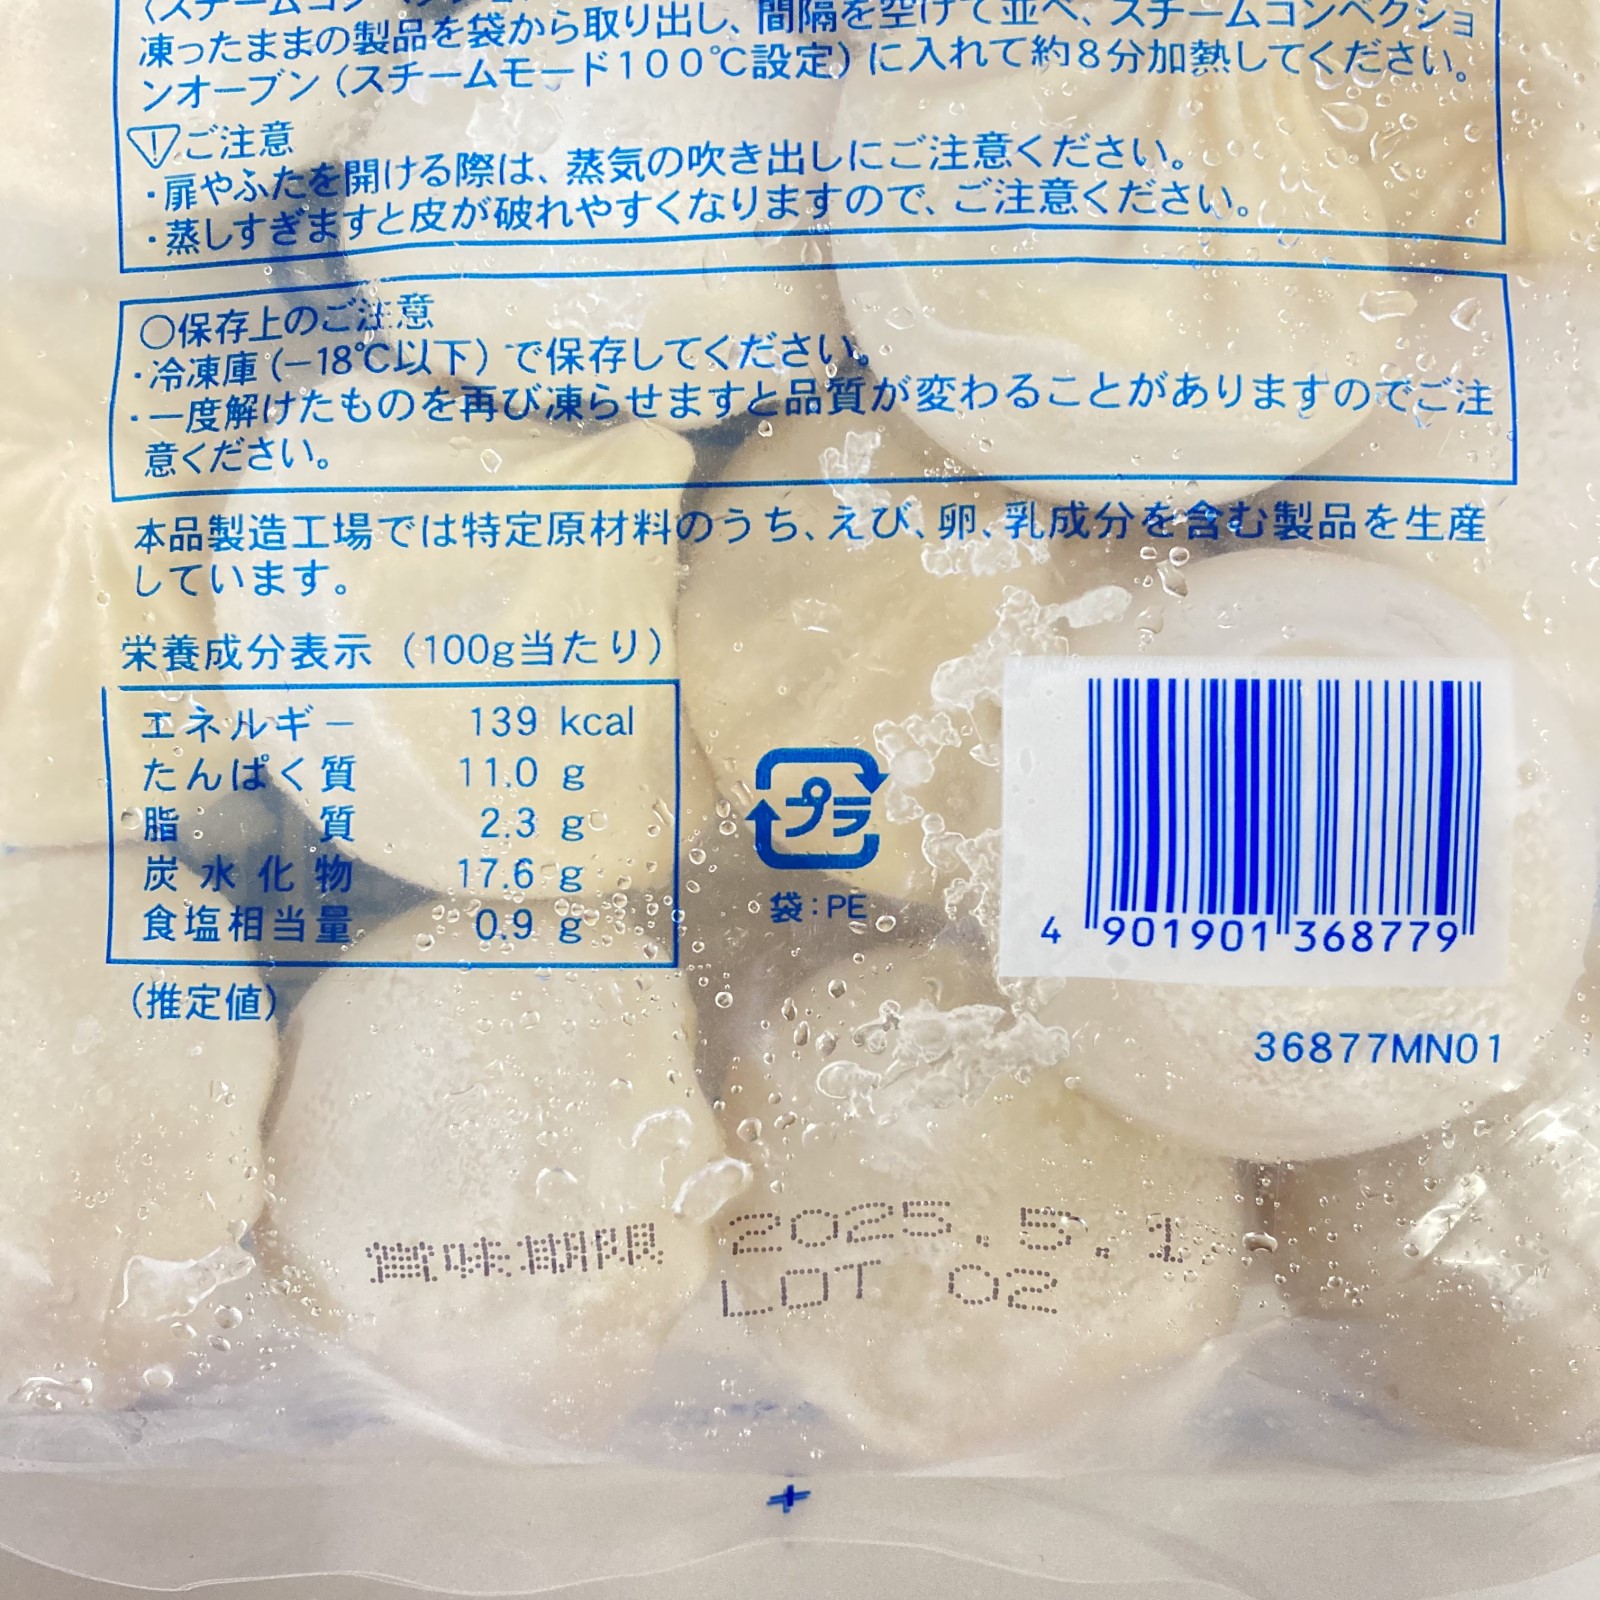 凍ったままの製品を袋から取り出し、間隔を空けて並べ、スチームコンベクショ
ンオーブン（スチームモード100℃設定）に入れて約8分加熱してください。
ご注意
・扉やふたを開ける際は、蒸気の吹き出しにご注意ください。
・蒸しすぎますと皮が破れやすくなりますので、ご注意ください。
○保存上のご注意
・冷凍庫(−18℃以下）で保存してください。
・一度解けたものを再び凍らせますと品質が変わることがありますのでご注
意ください。
本品製造工場では特定原材料のうち、えび、卵、乳成分を含む製品を生産
しています。
栄養成分表示（100g当たり）
エネルギー 139 kcal
たんぱく質 11.0 g
脂質 2.3 g
炭水化物 17.6 g
食塩相当量 0.9 g
（推定値）
プラ
袋：PE
4 901901 368779
36877MN01
賞味期限 2025.5.1
LOT 02